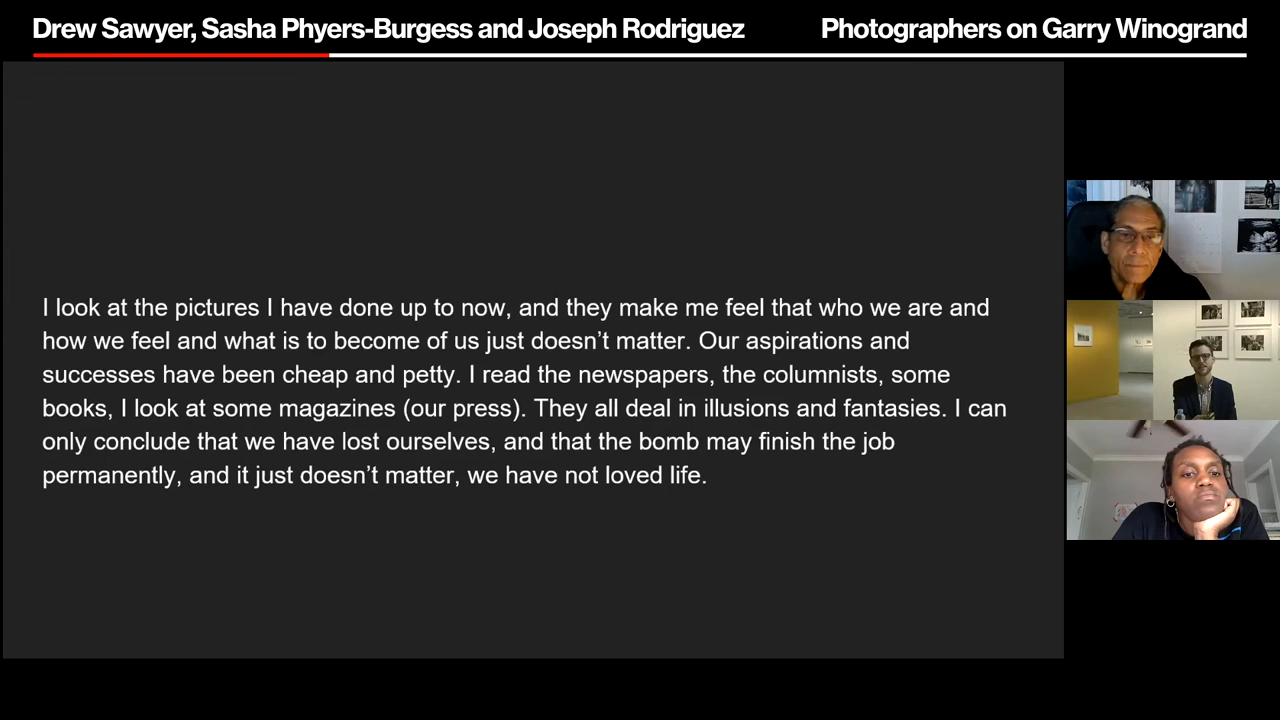 Drew Sawyer, Sasha Phyers-Burgess and Joseph Rodriguez
Photographers on Garry Winogrand
I look at the pictures I have done up to now, and they make me feel that who we are and
how we feel and what is to become of us just doesn’t matter. Our aspirations and
successes have been cheap and petty. I read the newspapers, the columnists, some
books, I look at some magazines (our press). They all deal in illusions and fantasies. I can
only conclude that we have lost ourselves, and that the bomb may finish the job
permanently, and it just doesn’t matter, we have not loved life.